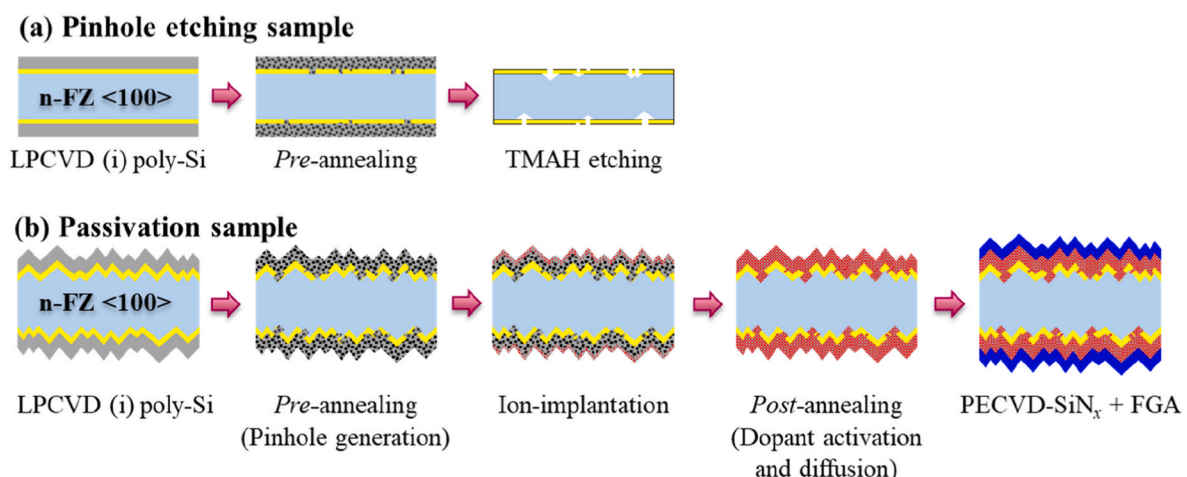 (a) Pinhole etching sample
n-FZ <100>
LPCVD (i) poly-Si
Pre-annealing
TMAH etching
(b) Passivation sample
n-FZ <100>
LPCVD (i) poly-Si
Pre-annealing
(Pinhole generation)
Ion-implantation
Post-annealing
(Dopant activation
and diffusion)
PECVD-SiNx + FGA